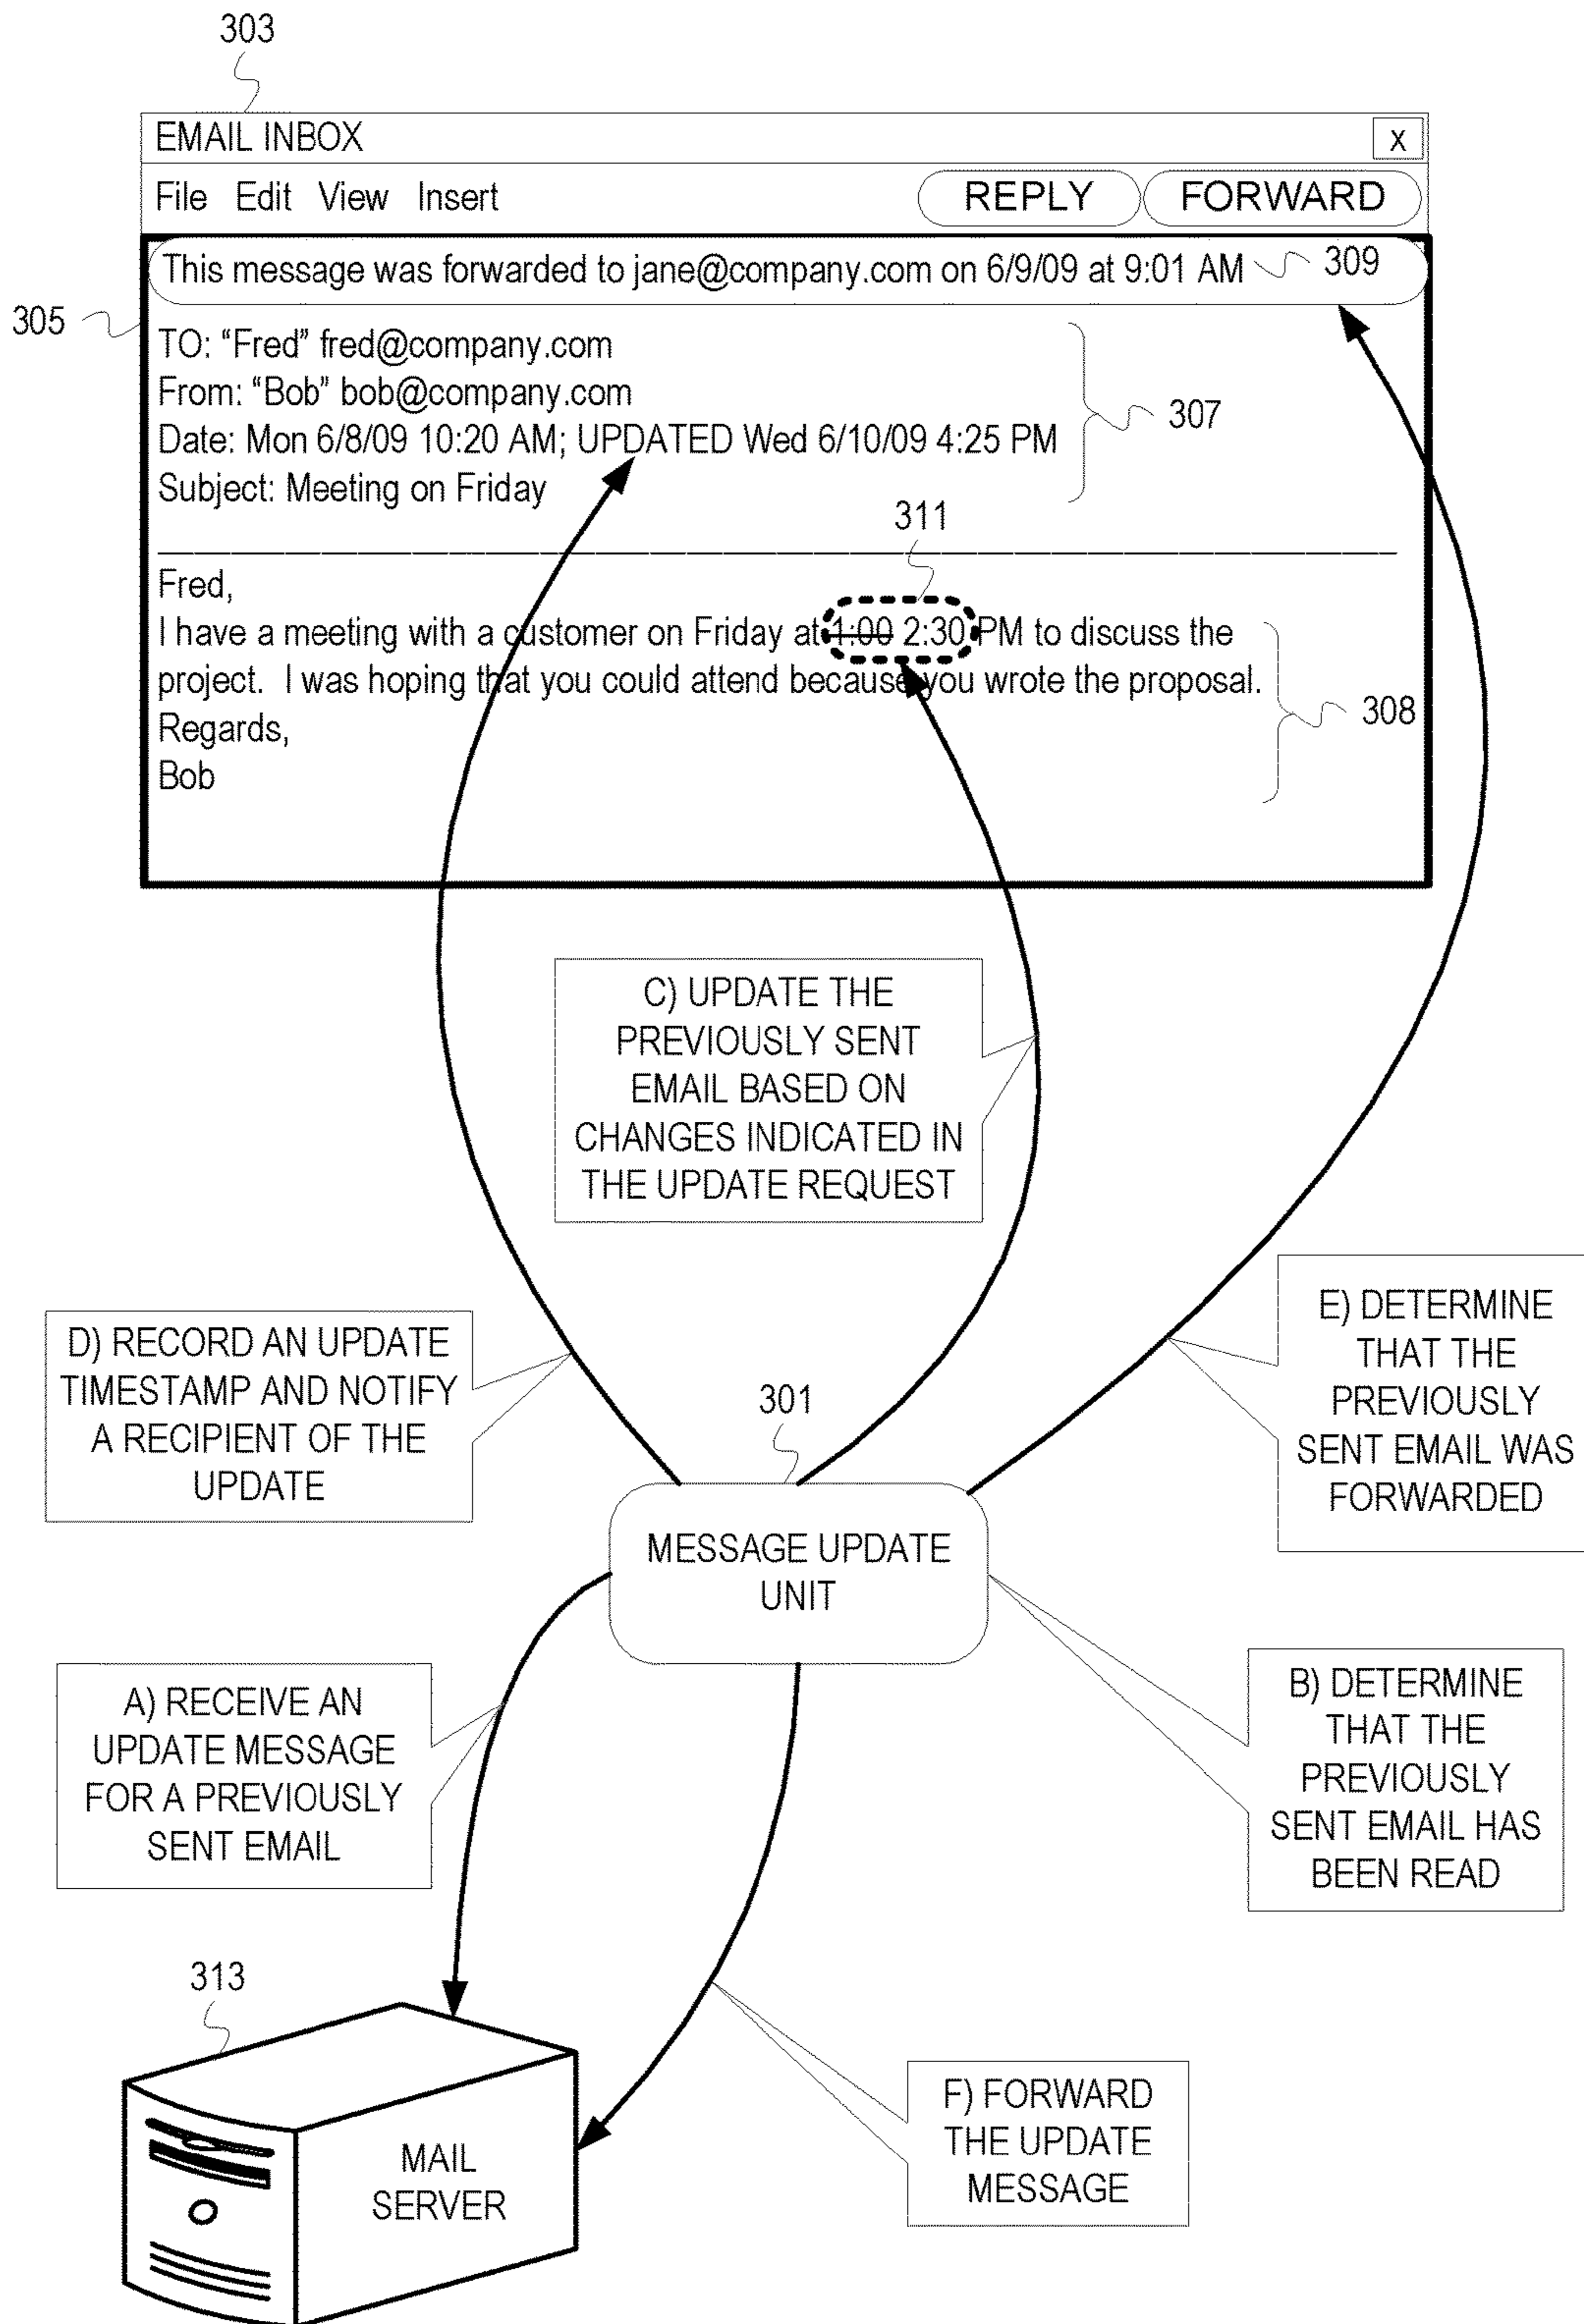 303
EMAIL INBOX X
File Edit View Insert REPLY FORWARD
This message was forwarded to jane@company.com on 6/9/09 at 9:01 AM 309
305
TO: “Fred” fred@company.com
From: “Bob” bob@company.com
307
Date: Mon 6/8/09 10:20 AM; UPDATED Wed 6/10/09 4:25 PM
Subject: Meeting on Friday
311
Fred,
I have a meeting with a customer on Friday at 1:00 2:30 PM to discuss the
project. I was hoping that you could attend because you wrote the proposal.
308
Regards,
Bob
C) UPDATE THE
PREVIOUSLY SENT
EMAIL BASED ON
CHANGES INDICATED IN
THE UPDATE REQUEST
D) RECORD AN UPDATE
TIMESTAMP AND NOTIFY
A RECIPIENT OF THE
UPDATE
E) DETERMINE
THAT THE
PREVIOUSLY
SENT EMAIL WAS
FORWARDED
301
MESSAGE UPDATE
UNIT
A) RECEIVE AN
UPDATE MESSAGE
FOR A PREVIOUSLY
SENT EMAIL
B) DETERMINE
THAT THE
PREVIOUSLY
SENT EMAIL HAS
BEEN READ
313
MAIL
SERVER
F) FORWARD
THE UPDATE
MESSAGE